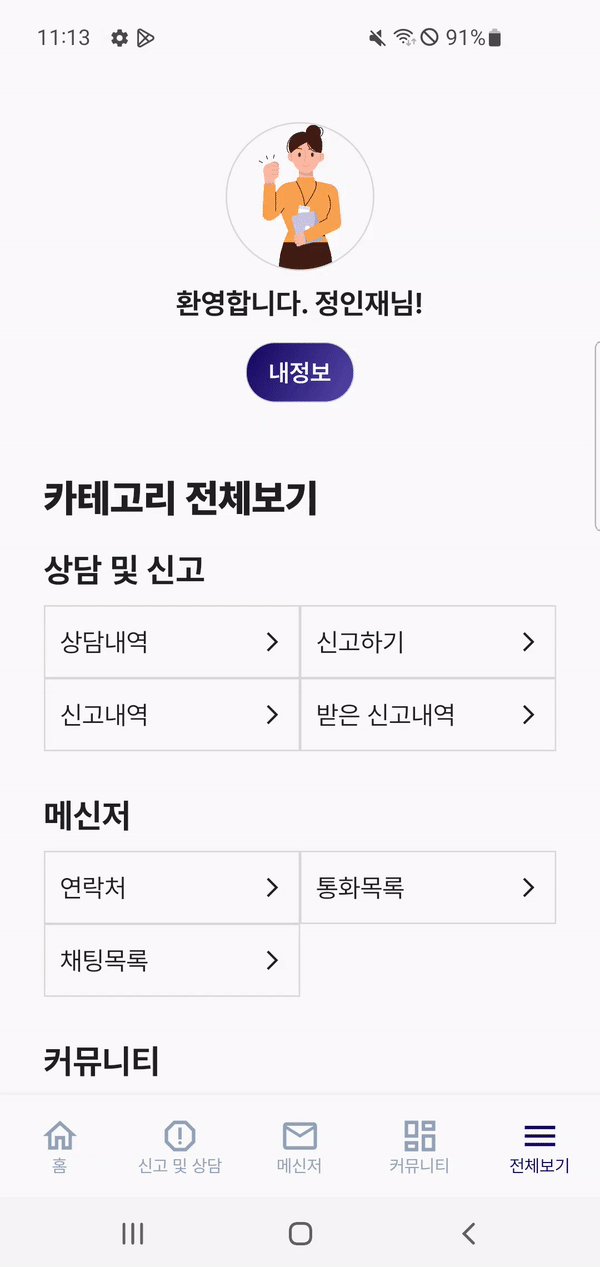 11:13 91%
환영합니다. 정인재님!
내정보
카테고리 전체보기
상담 및 신고
상담내역 신고하기
신고내역 받은 신고내역
메신저
연락처 통화목록
채팅목록
커뮤니티
홈 신고 및 상담 메신저 커뮤니티 전체보기